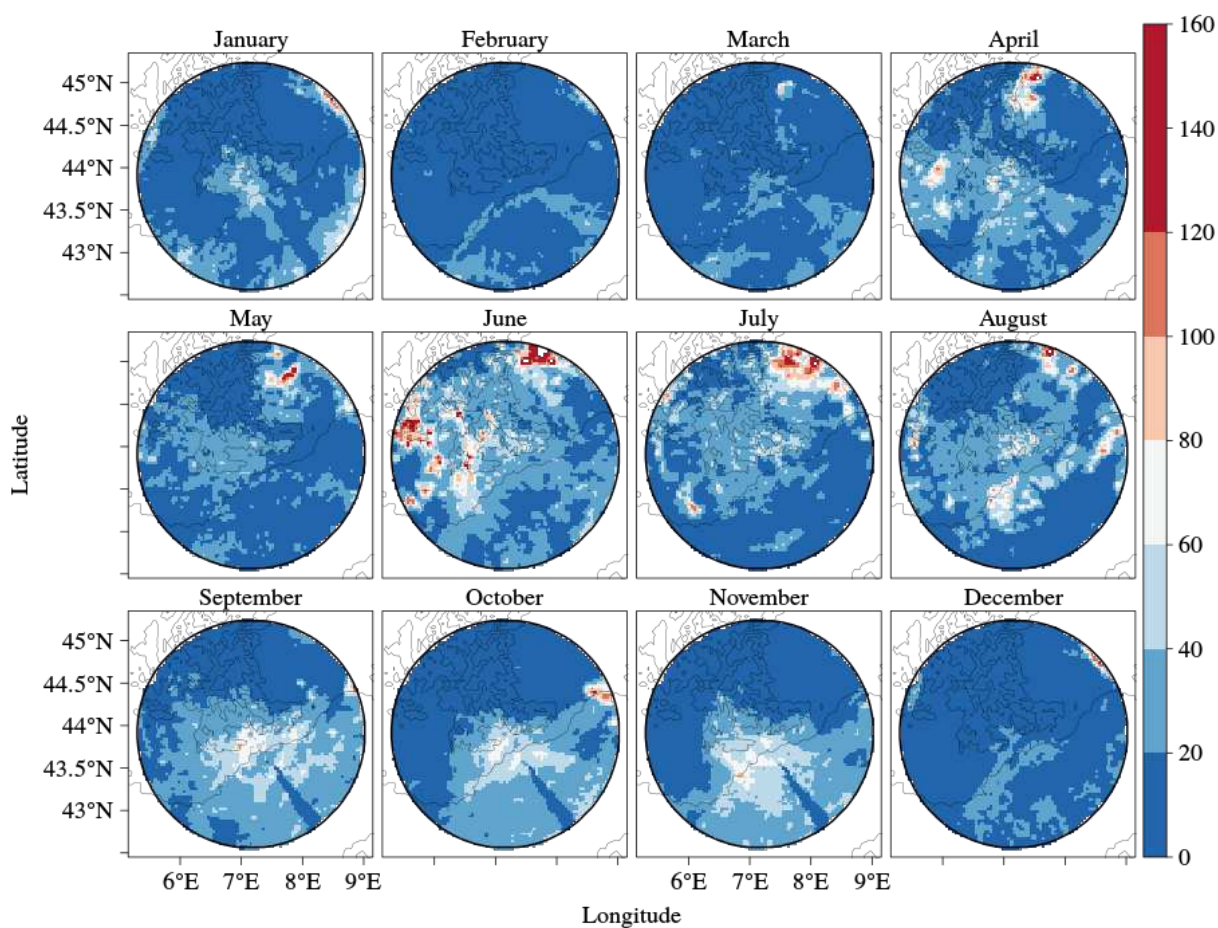 January February March April
45°N
44.5°N
44°N
43.5°N
43°N
May June July August
September October November December
45°N
44.5°N
44°N
43.5°N
43°N
6°E 7°E 8°E 9°E
6°E 7°E 8°E 9°E
Latitude
Longitude
160
140
120
100
80
60
40
20
0